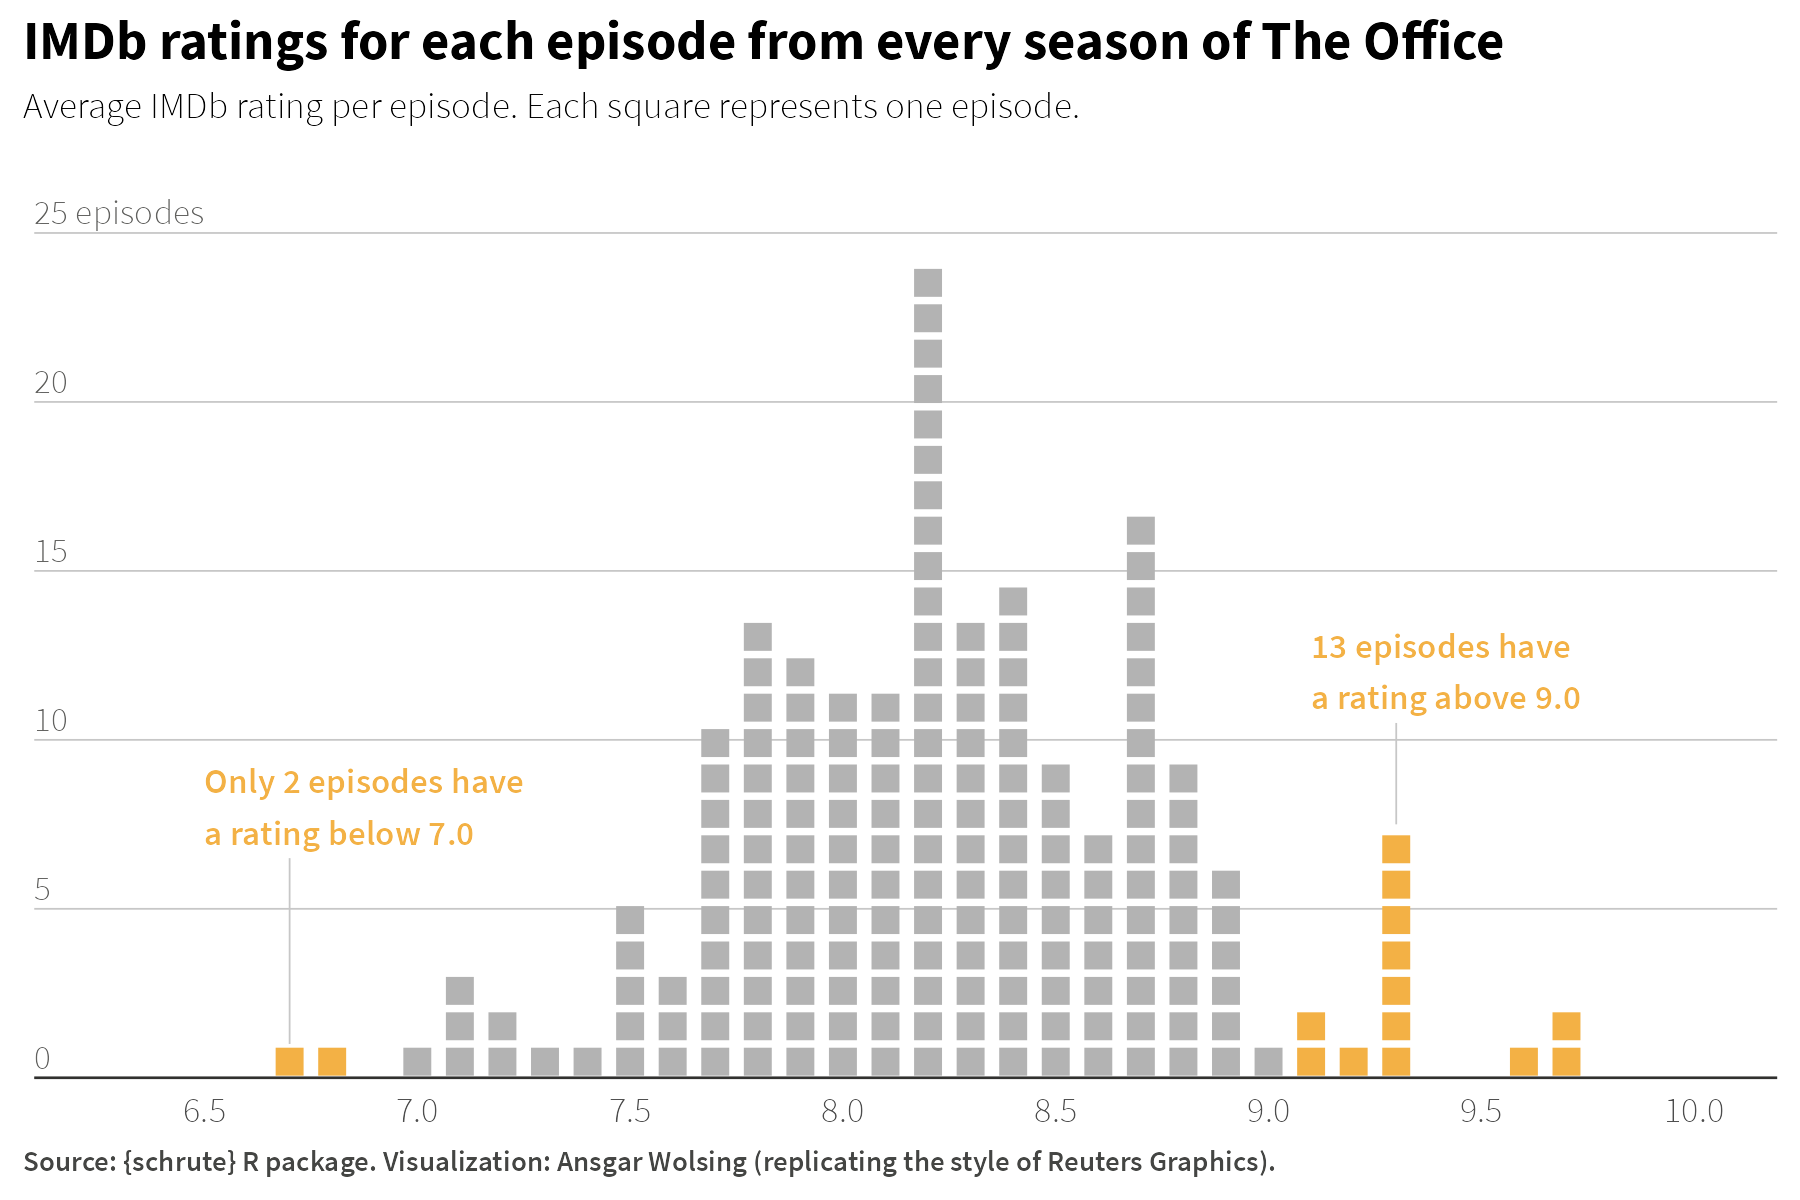 IMDb ratings for each episode from every season of The Office
Average IMDb rating per episode. Each square represents one episode.
25 episodes
20
15
10
5
0
Only 2 episodes have
a rating below 7.0
13 episodes have
a rating above 9.0
6.5 7.0 7.5 8.0 8.5 9.0 9.5 10.0
Source: {schrute} R package. Visualization: Ansgar Wolsing (replicating the style of Reuters Graphics).